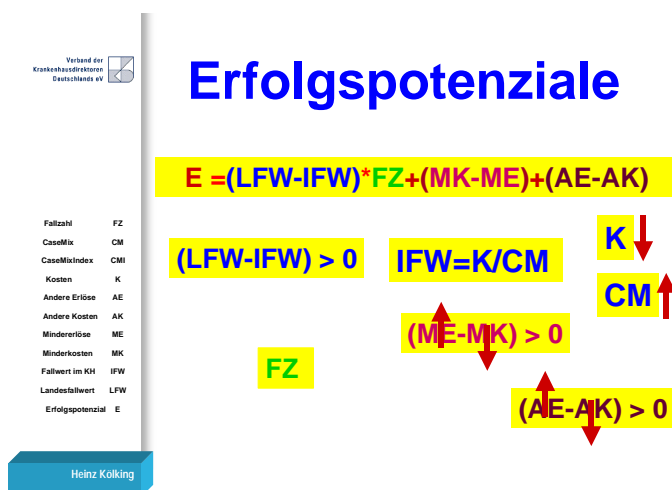 Verband der
Krankenhausdirektoren
Deutschlands eV
Erfolgspotenziale
E =(LFW-IFW)*FZ+(MK-ME)+(AE-AK)
Fallzahl FZ
CaseMix CM
CaseMixIndex CMI
Kosten K
Andere Erlöse AE
Andere Kosten AK
Mindererlöse ME
Minderkosten MK
Fallwert im KH IFW
Landesfallwert LFW
Erfolgspotenzial E
(LFW-IFW) > 0
IFW=K/CM
K
CM
(ME-MK) > 0
FZ
(AE-AK) > 0
Heinz Kölking